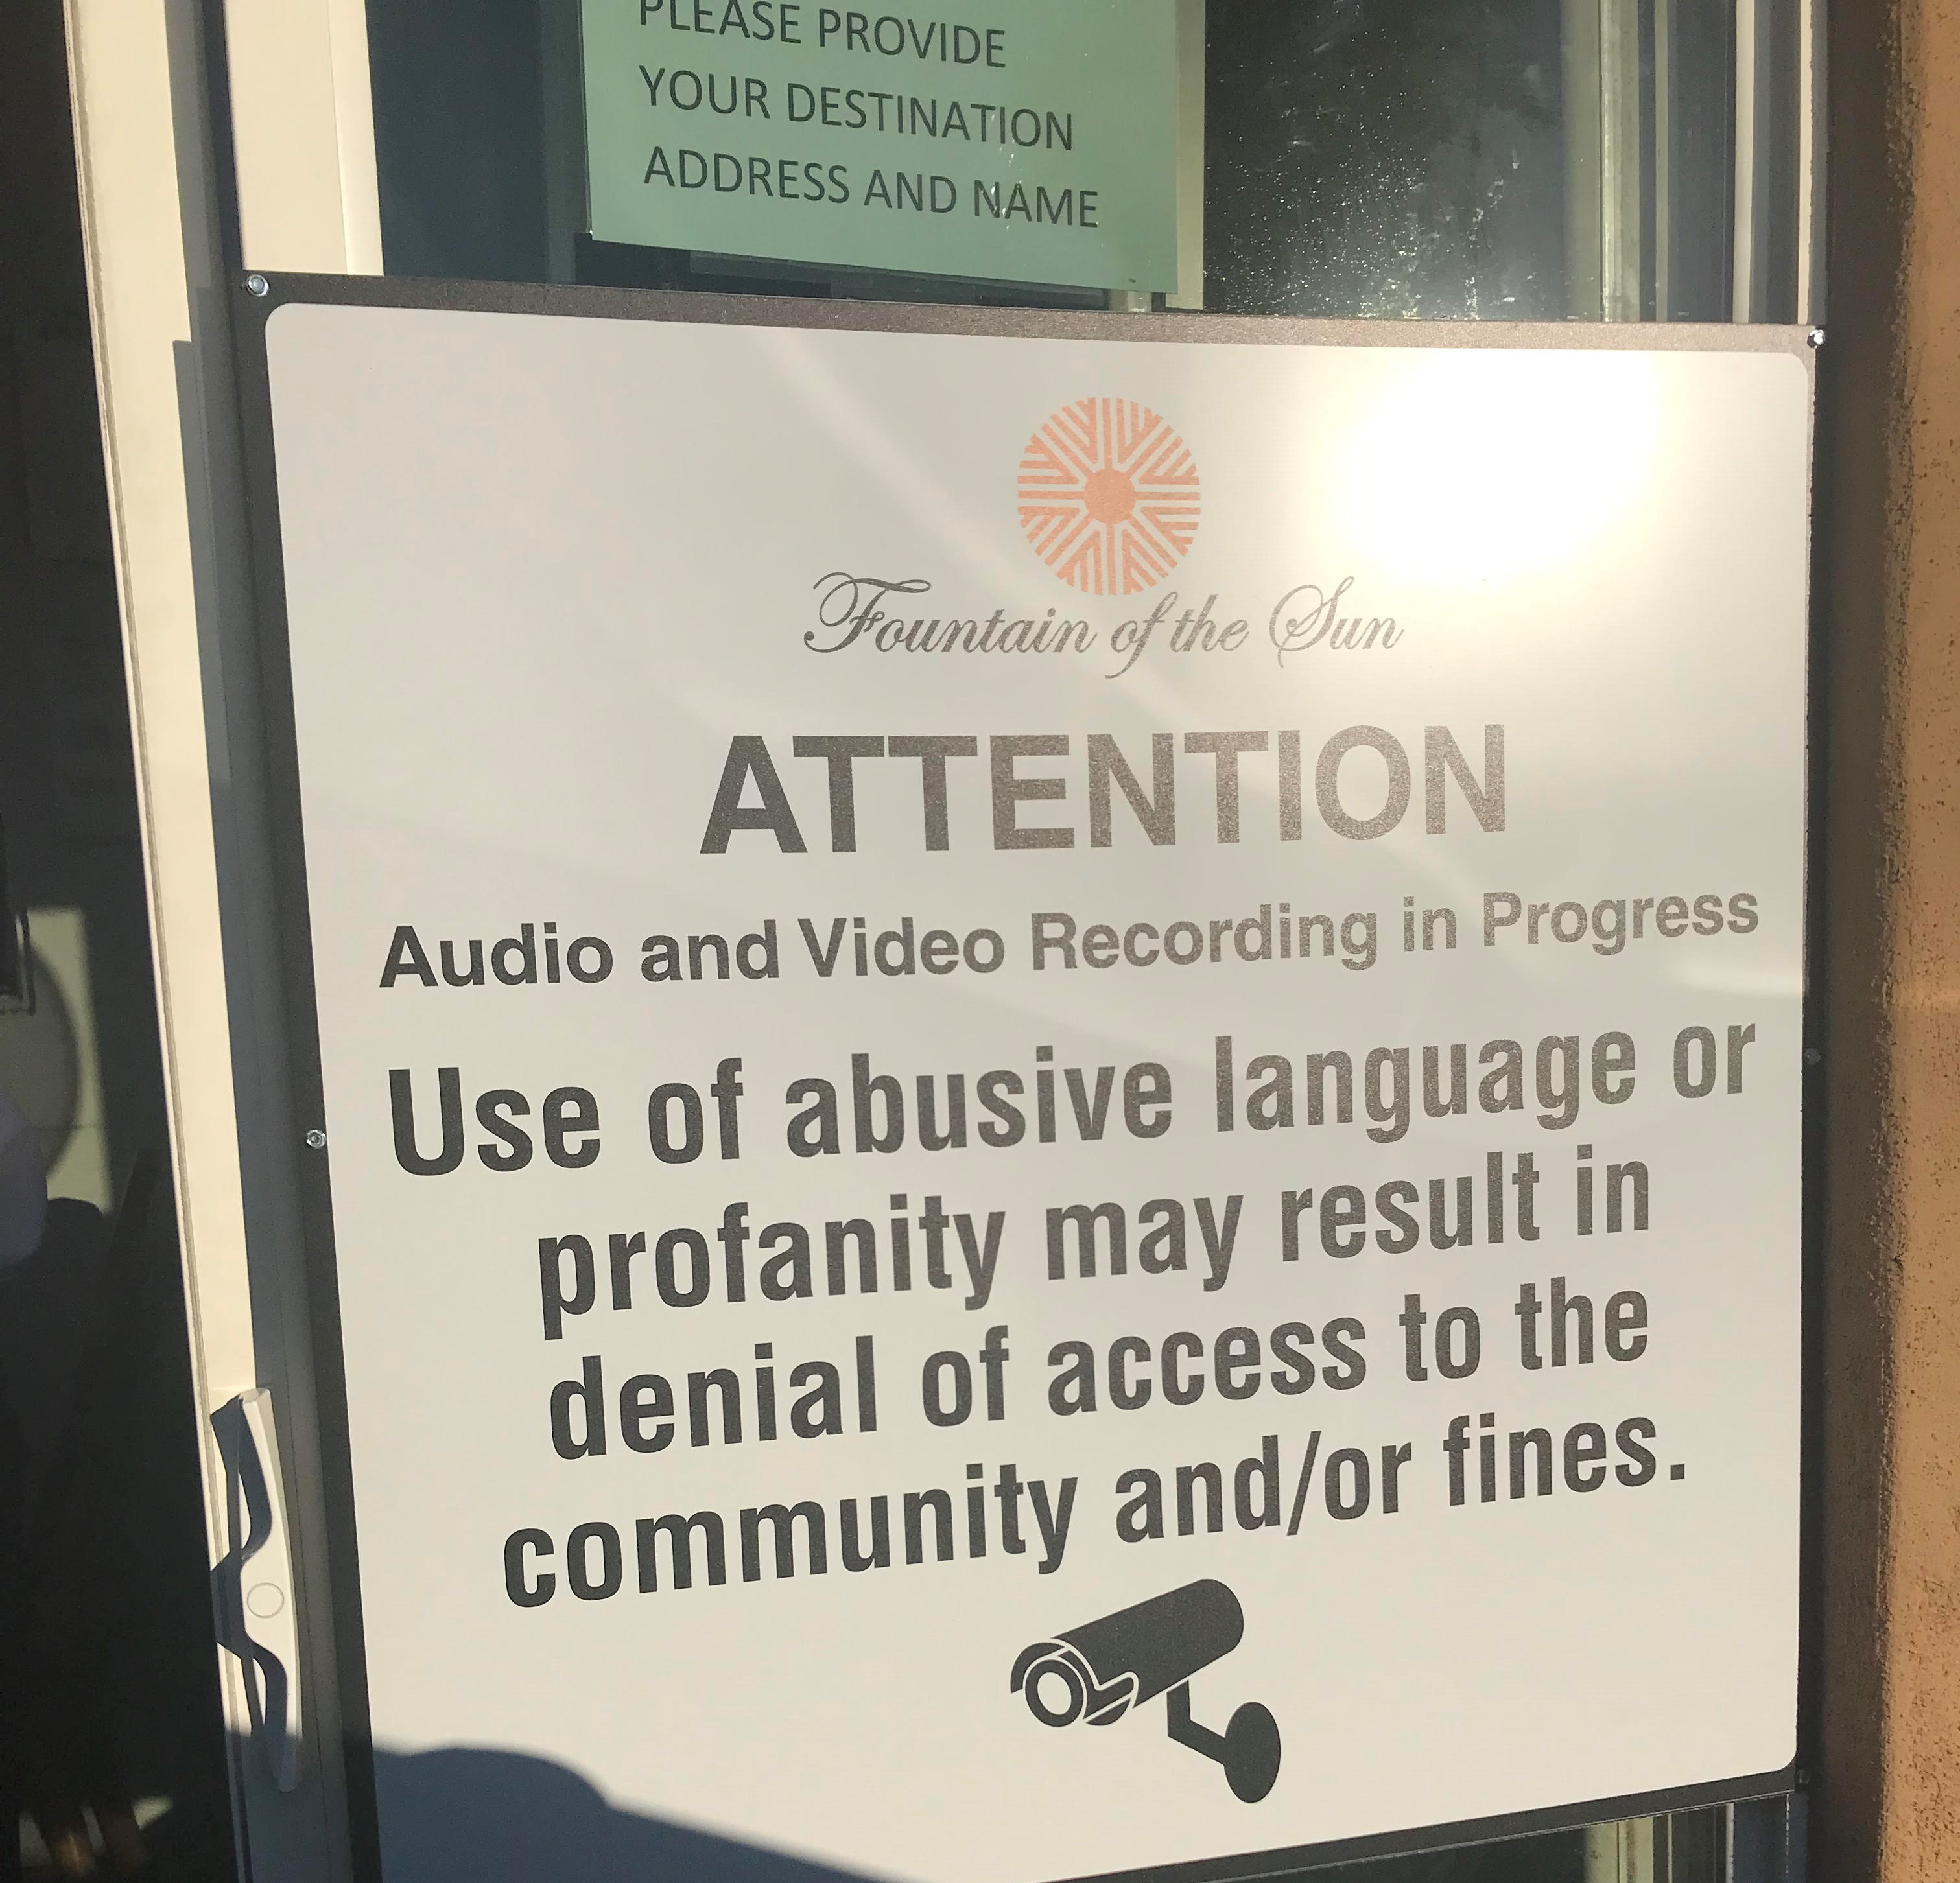 PLEASE PROVIDE
YOUR DESTINATION
ADDRESS AND NAME
Fountain of the Sun
ATTENTION
Audio and Video Recording in Progress
Use of abusive language or
profanity may result in
denial of access to the
community and/or fines.